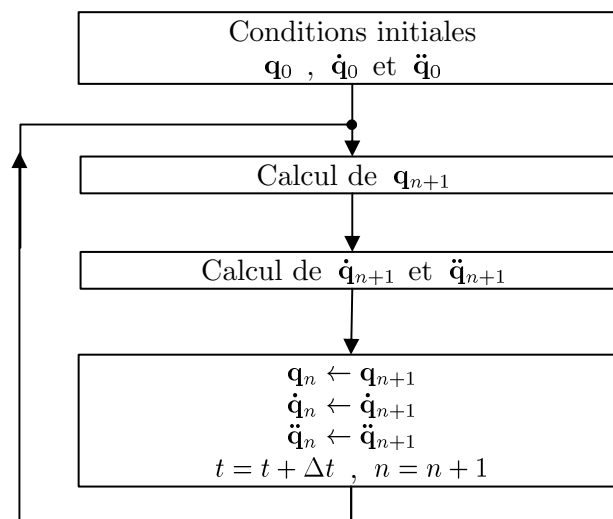 Conditions initiales
𝐪₀ , 𝐪̇₀ et 𝐪̈₀
Calcul de 𝐪ₙ₊₁
Calcul de 𝐪̇ₙ₊₁ et 𝐪̈ₙ₊₁
𝐪ₙ ← 𝐪ₙ₊₁
𝐪̇ₙ ← 𝐪̇ₙ₊₁
𝐪̈ₙ ← 𝐪̈ₙ₊₁
t = t + Δt , n = n + 1